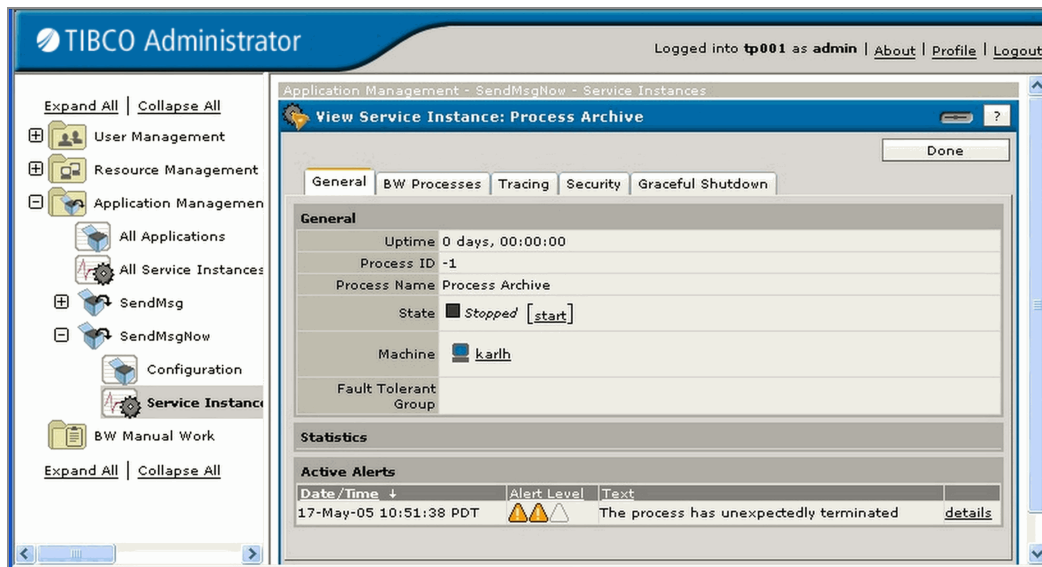 TIBCO Administrator
Logged into tp001 as admin | About | Profile | Logout
Expand All | Collapse All
User Management
Resource Management
Application Managemen
All Applications
All Service Instances
SendMsg
SendMsgNow
Configuration
Service Instance
BW Manual Work
Expand All | Collapse All
Application Management - SendMsgNow - Service Instances
View Service Instance: Process Archive
?
Done
General BW Processes Tracing Security Graceful Shutdown
General
Uptime 0 days, 00:00:00
Process ID -1
Process Name Process Archive
State Stopped [start]
Machine karlh
Fault Tolerant
Group
Statistics
Active Alerts
Date/Time ↓ Alert Level Text
17-May-05 10:51:38 PDT The process has unexpectedly terminated details